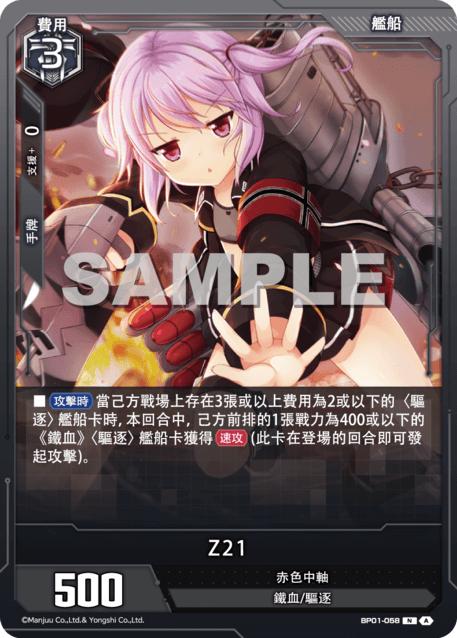 費用
3
艦船
支援+ 0
手牌
SAMPLE
■ 攻擊時 當己方戰場上存在3張或以上費用為2或以下的〈驅
逐〉艦船卡時,本回合中, 己方前排的1張戰力為400或以下的
《鐵血》〈驅逐〉艦船卡獲得 速攻 (此卡在登場的回合即可發
起攻擊)。
Z21
500
赤色中軸
鐵血/驅逐
©Manjuu Co.,Ltd.& Yongshi Co.,Ltd.
BP01-058 N A